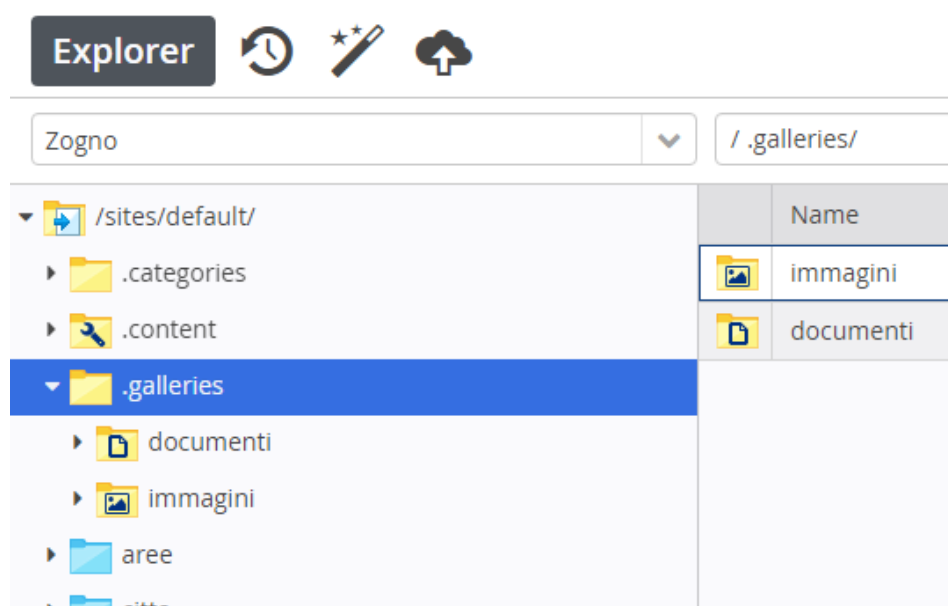 Explorer
Zogno
/ .galleries/
/sites/default/
.categories
.content
.galleries
documenti
immagini
aree
Name
immagini
documenti